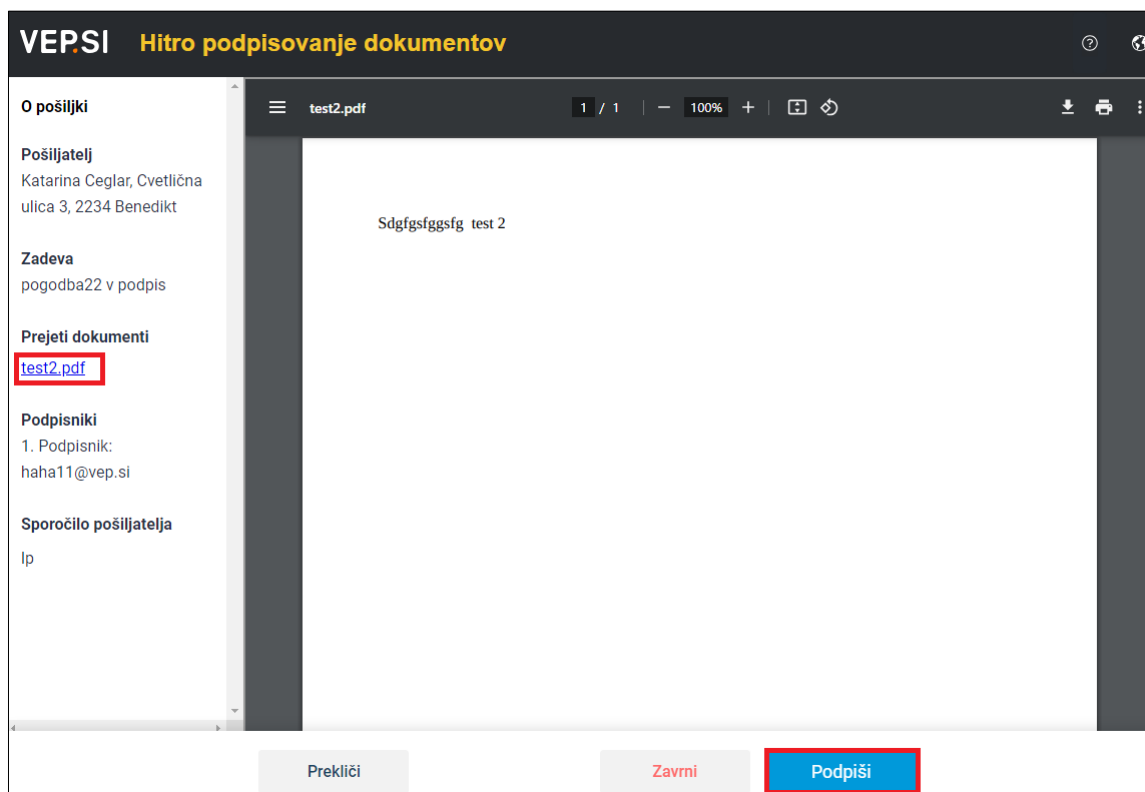 VEP.SI Hitro podpisovanje dokumentov
O pošiljki
Pošiljatelj
Katarina Ceglar, Cvetlična
ulica 3, 2234 Benedikt
Zadeva
pogodba22 v podpis
Prejeti dokumenti
test2.pdf
Podpisniki
1. Podpisnik:
haha11@vep.si
Sporočilo pošiljatelja
lp
test2.pdf 1 / 1 100%
Sdgfgsfggsfg test 2
Prekliči Zavrni Podpiši